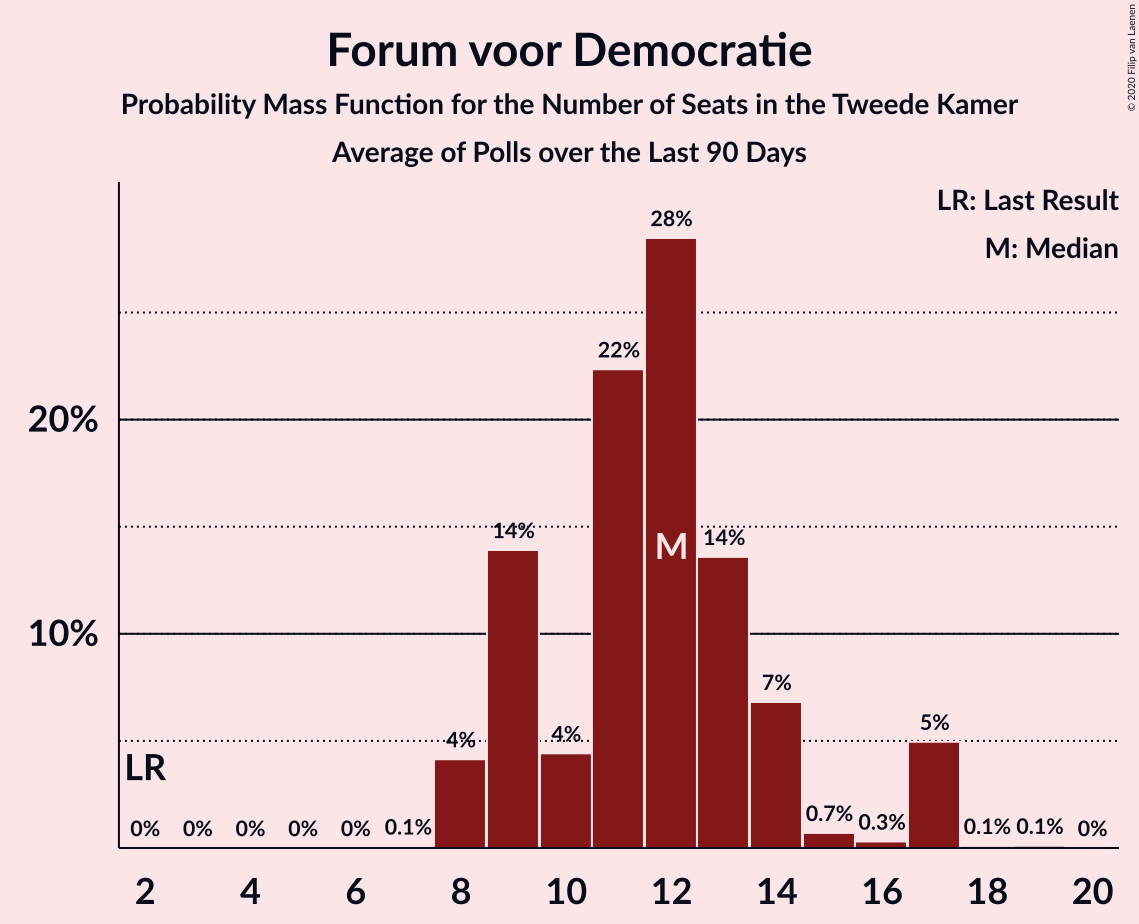 Forum voor Democratie
Probability Mass Function for the Number of Seats in the Tweede Kamer
Average of Polls over the Last 90 Days
© 2020 Filip van Laenen
LR: Last Result
M: Median
28%
22%
20%
14%
M
14%
10%
7%
5%
4%
4%
LR
0%
0%
0%
0%
0%
0.1%
0.7%
0.3%
0.1%
0.1%
0%
2 4 6 8 10 12 14 16 18 20